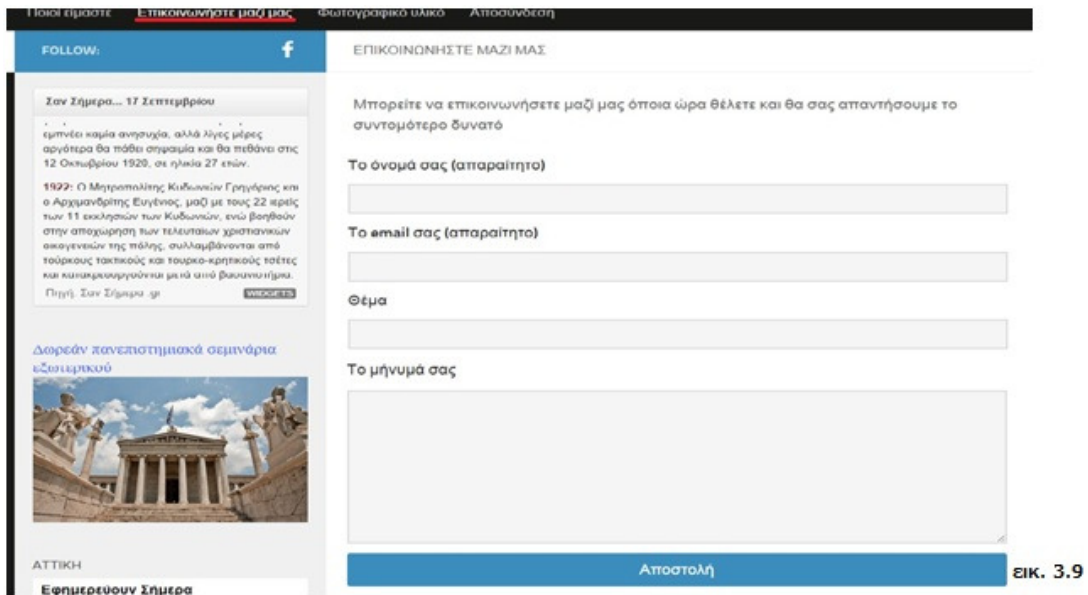 Ποιοί είμαστε Επικοινωνήστε μαζί μας Φωτογραφικό υλικό Αποσύνδεση
FOLLOW: f
Σαν Σήμερα... 17 Σεπτεμβρίου
εμπνέει καμία ανησυχία, αλλά λίγες μέρες
αργότερα θα πάθει σηψαιμία και θα πεθάνει στις
12 Οκτωβρίου 1920, σε ηλικία 27 ετών.
1922: Ο Μητροπολίτης Κυδωνιών Γρηγόριος και
ο Αρχιμανδρίτης Ευγένιος, μαζί με τους 22 ιερείς
των 11 εκκλησιών των Κυδωνιών, ενώ βοηθούν
στην αποχώρηση των τελευταίων χριστιανικών
οικογενειών της πόλης, συλλαμβάνονται από
τούρκους τακτικούς και τουρκο-κρητικούς τσέτες
και κατακρεουργούνται μετά από βασανιστήρια.
Πηγή: Σαν Σήμερα .gr WIDGETS
Δωρεάν πανεπιστημιακά σεμινάρια
εξωτερικού
ΑΤΤΙΚΗ
Εφημερεύουν Σήμερα
ΕΠΙΚΟΙΝΩΝΗΣΤΕ ΜΑΖΙ ΜΑΣ
Μπορείτε να επικοινωνήσετε μαζί μας όποια ώρα θέλετε και θα σας απαντήσουμε το
συντομότερο δυνατό
Το όνομά σας (απαραίτητο)
Το email σας (απαραίτητο)
Θέμα
Το μήνυμά σας
Αποστολή
εικ. 3.9